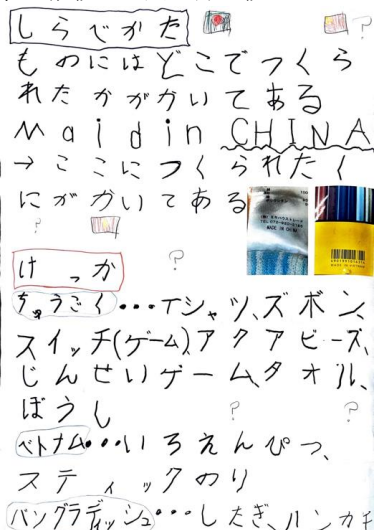 しらべかた
ものにはどこでつくら
れたかがかいてある
Maid in CHINA
→ここにつくられたく
にがかいてある
MADE IN CHINA
?
?
けっか
?
ちゅうごく•••Tシャツ、ズボン、
スイッチ(ゲーム)、アクアビーズ、
じんせいゲーム、タオル、
ぼうし
?
?
ベトナム•••いろえんぴつ、
スティックのり
バングラディッシュ•••したぎ、ハンカチ